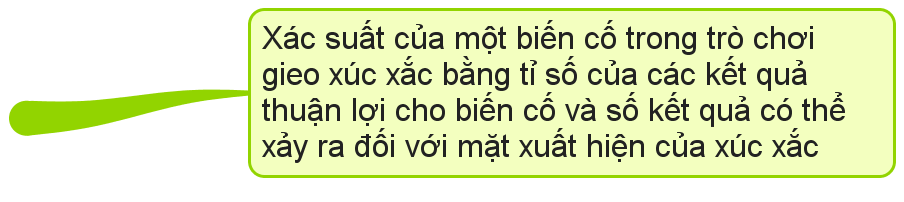 Xác suất của một biến cố trong trò chơi
gieo xúc xắc bằng tỉ số của các kết quả
thuận lợi cho biến cố và số kết quả có thể
xảy ra đối với mặt xuất hiện của xúc xắc